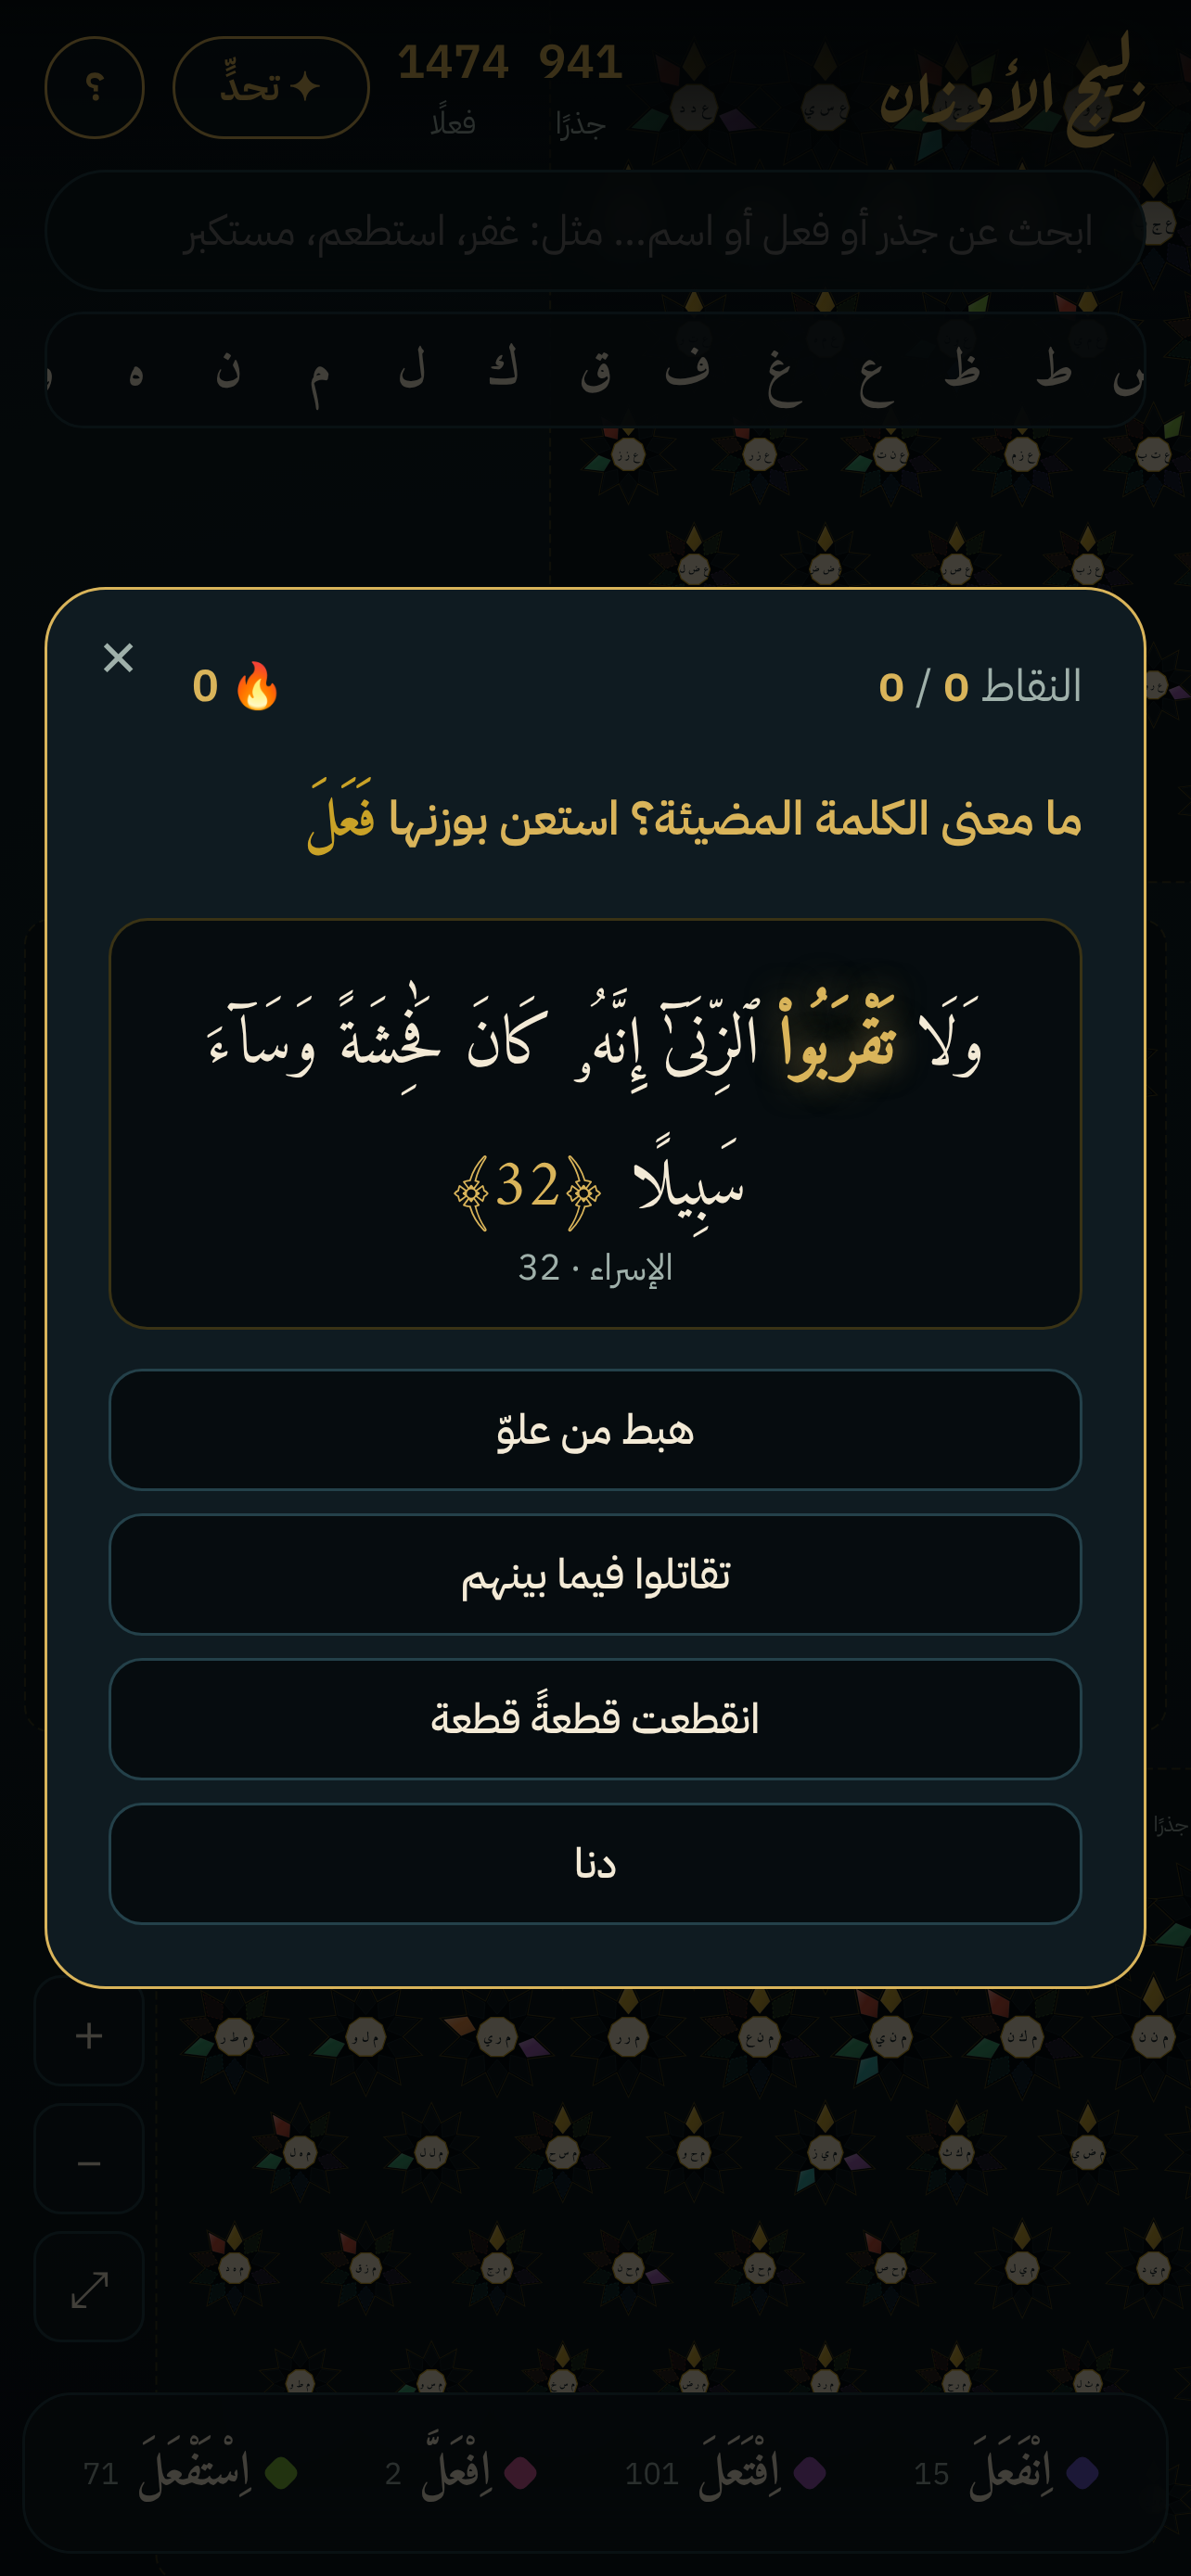 زليج الأوزان
941 1474 ✦ تحدٍّ ؟
جذرًا فعلًا
ابحث عن جذر أو فعل أو اسم... مثل: غفر، استطعم، مستكبر
ط ظ ع غ ف ق ك ل م ن ه و
ع ز ز ع ز ر ع ن ت ع ز م
النقاط 0 / 0 🔥 0 ✕
ما معنى الكلمة المضيئة؟ استعن بوزنها فَعَلَ
وَلَا تَقْرَبُوا۟ ٱلزِّنَىٰٓ إِنَّهُۥ كَانَ فَٰحِشَةً وَسَآءَ
سَبِيلًا ﴿32﴾
الإسراء · 32
هبط من علوّ
تقاتلوا فيما بينهم
انقطعت قطعةً قطعة
دنا
جذرًا
+
م ن ن م ك ن م ن ي م ن ع م ر ر م ر ي م ل و م ط ر
−
م ض ي م ك ث م ي ز م ح و م س ح م ل ل م ه ل
م ي د م ي ل م ح ص م ح ق م ح ن م ر ج م ز ق م ه د
اِنْفَعَلَ 15 اِفْتَعَلَ 101 اِفْعَلَّ 2 اِسْتَفْعَلَ 71